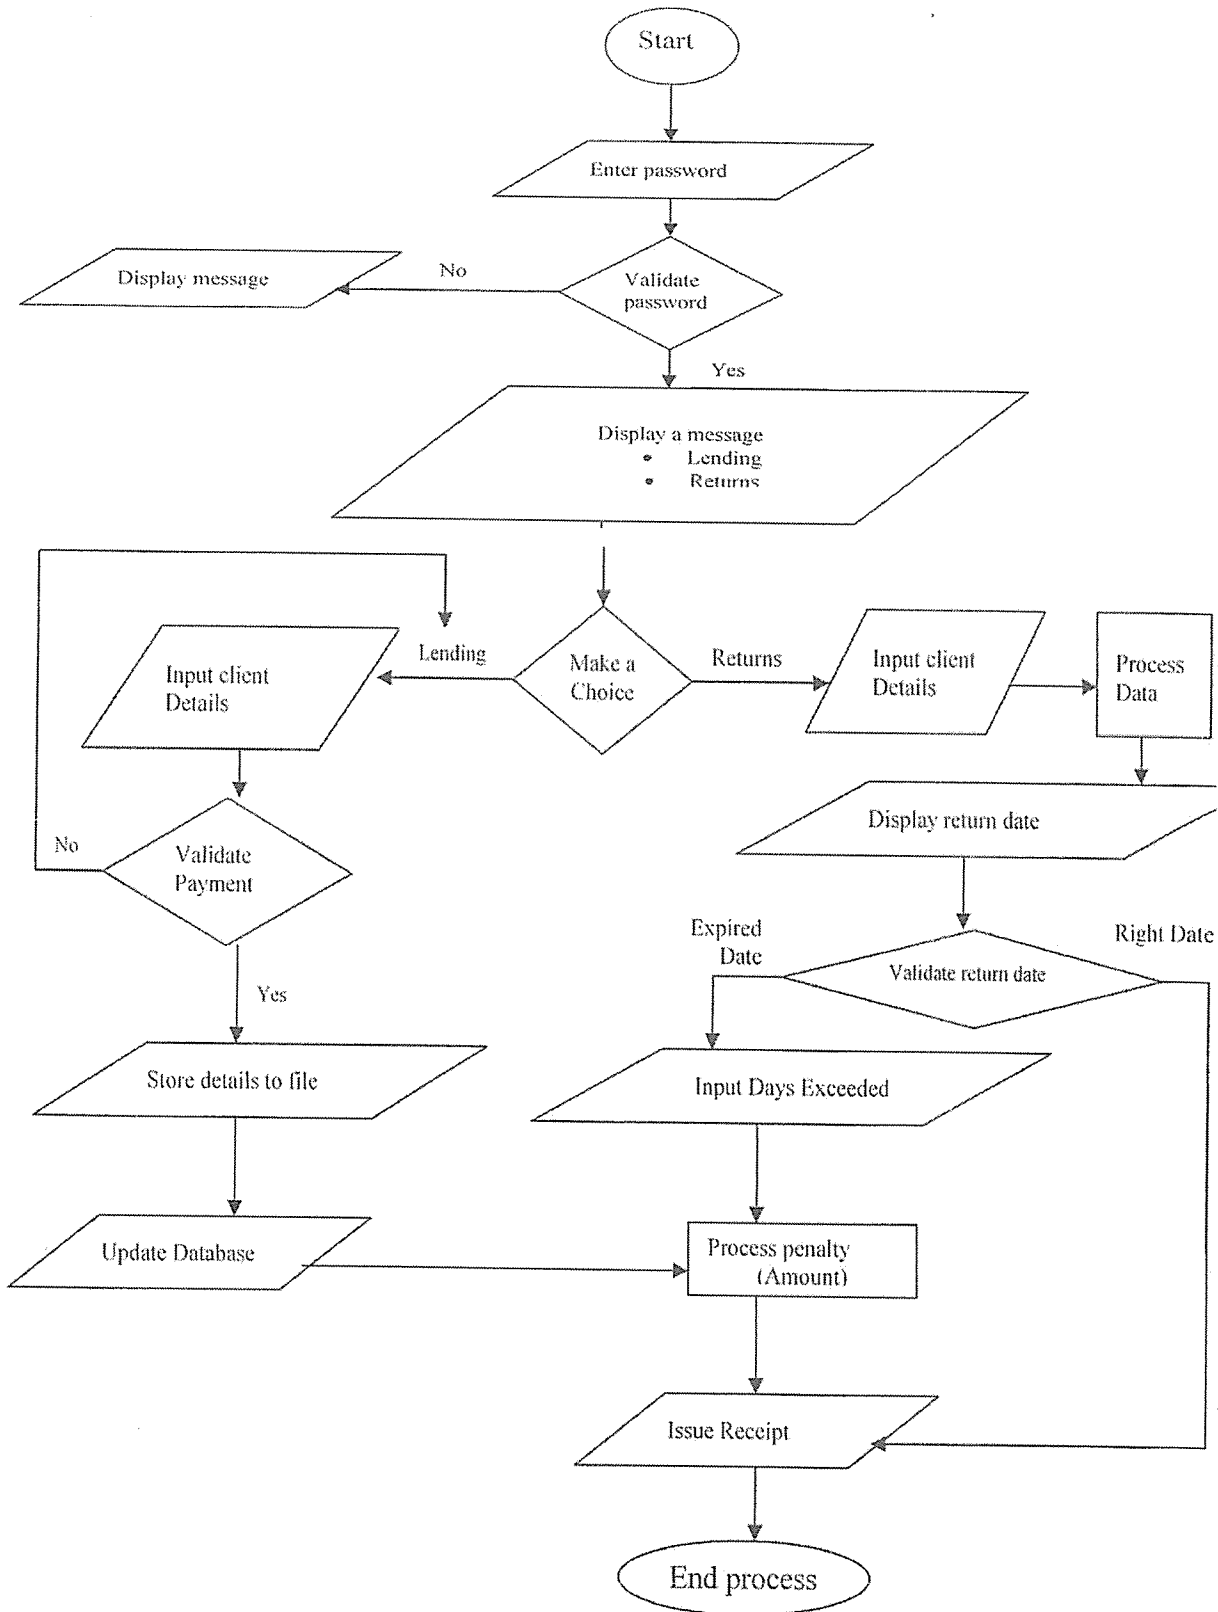 Start
Enter password
Display message
No
Validate
password
Yes
Display a message
• Lending
• Returns
Input client
Details
Lending
Make a
Choice
Returns
Input client
Details
Process
Data
Display return date
No
Validate
Payment
Expired
Date
Validate return date
Right Date
Yes
Store details to file
Input Days Exceeded
Update Database
Process penalty
(Amount)
Issue Receipt
End process